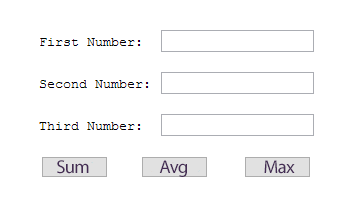 First Number:
Second Number:
Third Number:
Sum Avg Max